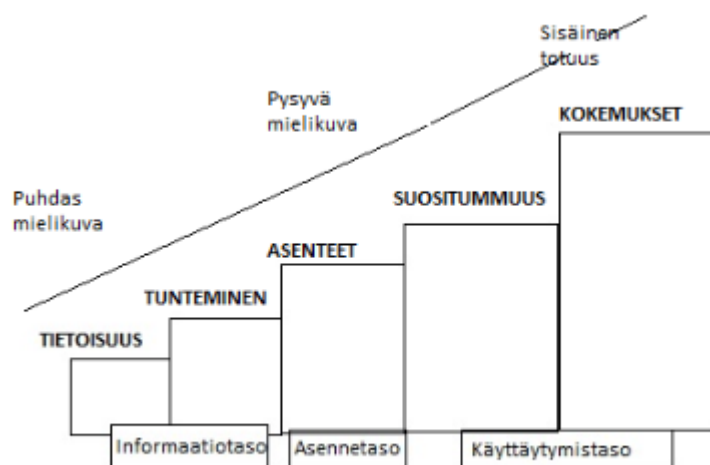 Sisäinen
totuus
Pysyvä
mielikuva
KOKEMUKSET
Puhdas
mielikuva
SUOSITUMMUUS
ASENTEET
TUNTEMINEN
TIETOISUUS
Informaatiotaso
Asennetaso
Käyttäytymistaso